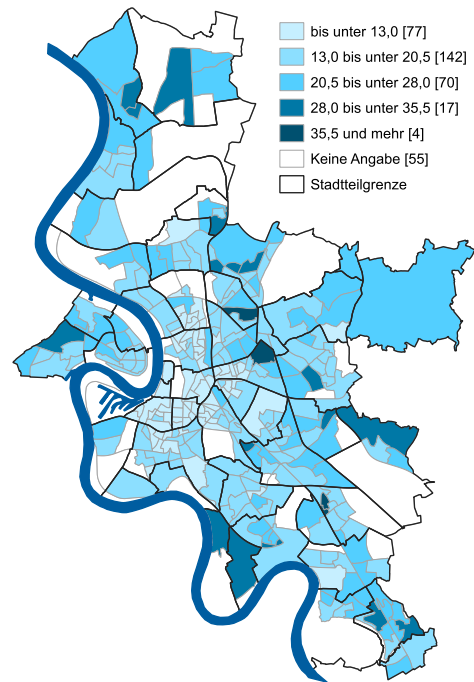 bis unter 13,0 [77]
13,0 bis unter 20,5 [142]
20,5 bis unter 28,0 [70]
28,0 bis unter 35,5 [17]
35,5 und mehr [4]
Keine Angabe [55]
Stadtteilgrenze